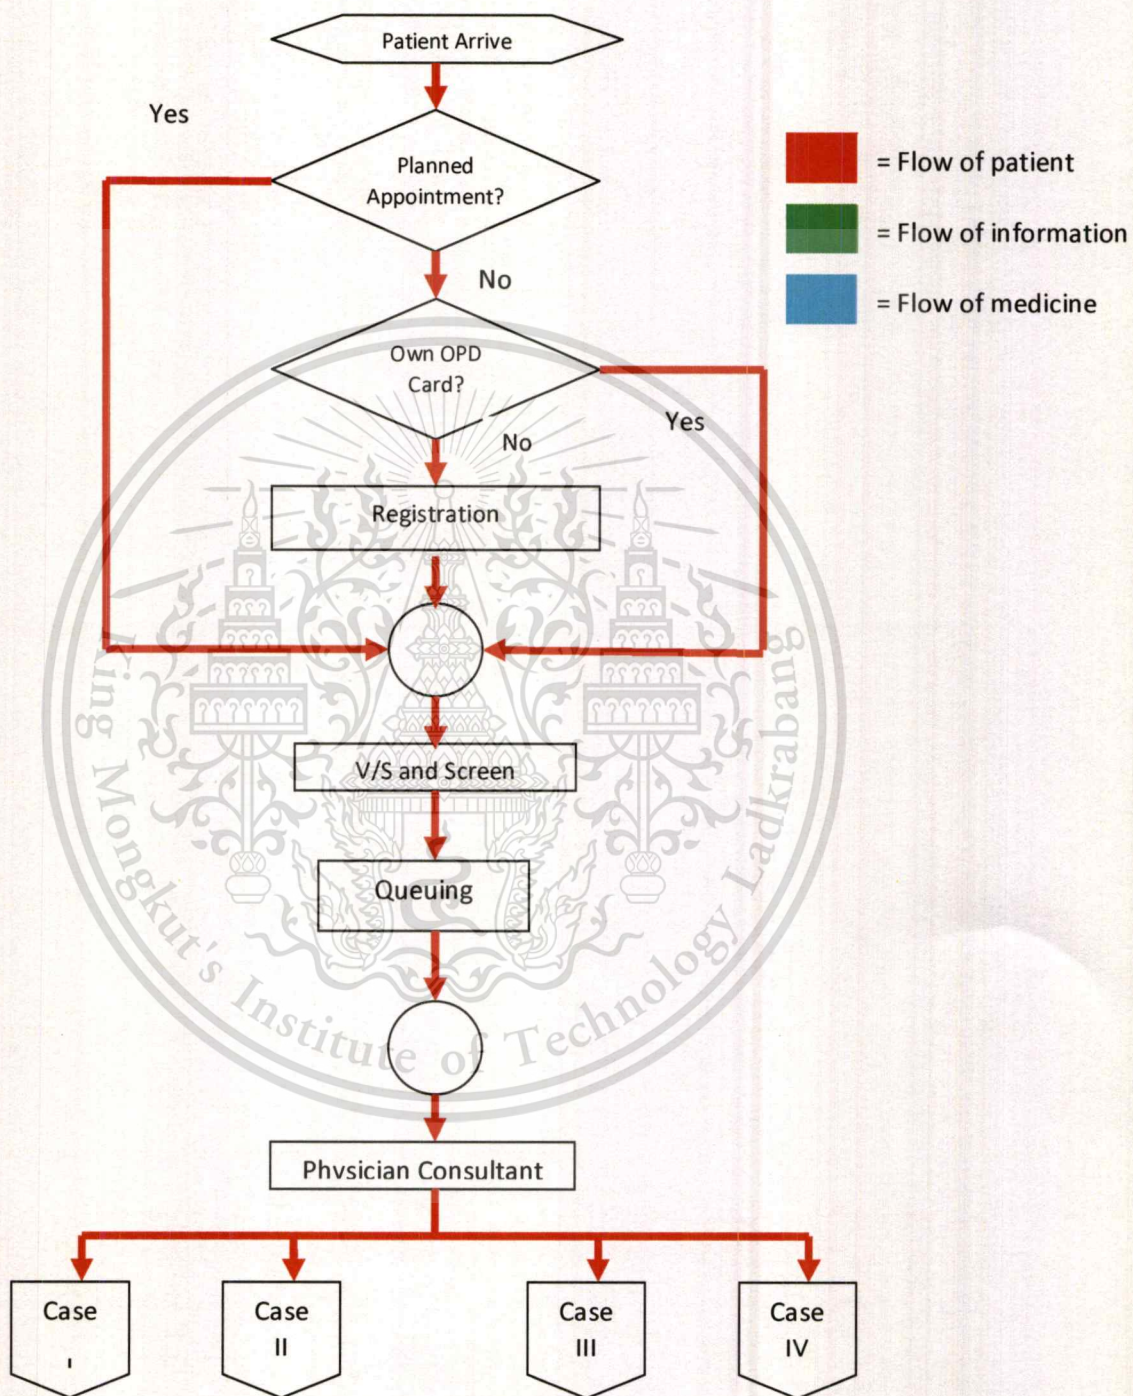 Patient Arrive
Yes
Planned
Appointment?
= Flow of patient
= Flow of information
= Flow of medicine
No
Own OPD
Card?
Yes
No
Registration
V/S and Screen
Queuing
King Mongkut's Institute of Technology Ladkrabang
Phvsician Consultant
Case
I
Case
II
Case
III
Case
IV